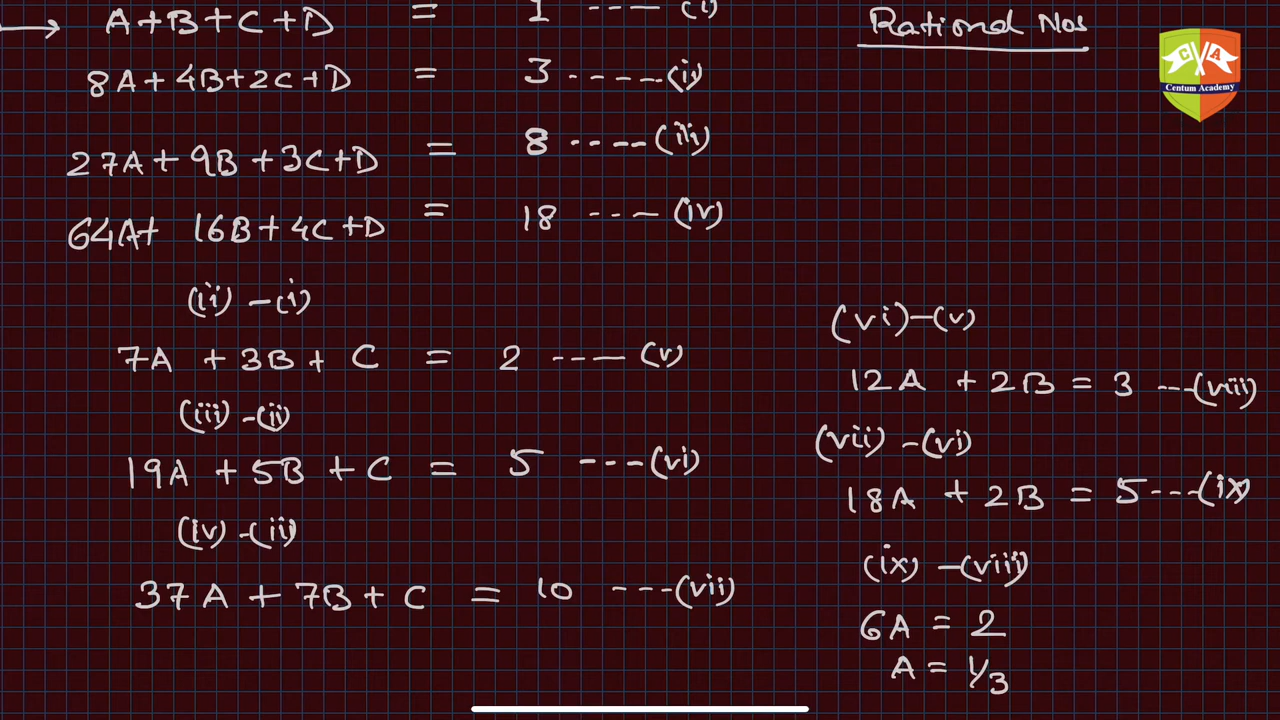 A+B+C+D = 1 ---- (i)
8A+4B+2C+D = 3 ----- (ii)
27A+9B+3C+D = 8 ----- (iii)
64A+ 16B+4C+D = 18 ---- (iv)
(ii) -(i)
7A + 3B + C = 2 ---- (v)
(iii) -(ii)
19A +5B + C = 5 ---(vi)
(iv) -(iii)
37A + 7B + C = 10 ---(vii)
Rational Nos
C A
Centum Academy
(vi)-(v)
12A + 2B = 3 ---(viii)
(vii) -(vi)
18A + 2B = 5 ---(ix)
(ix) -(viii)
6A = 2
A = 1/3